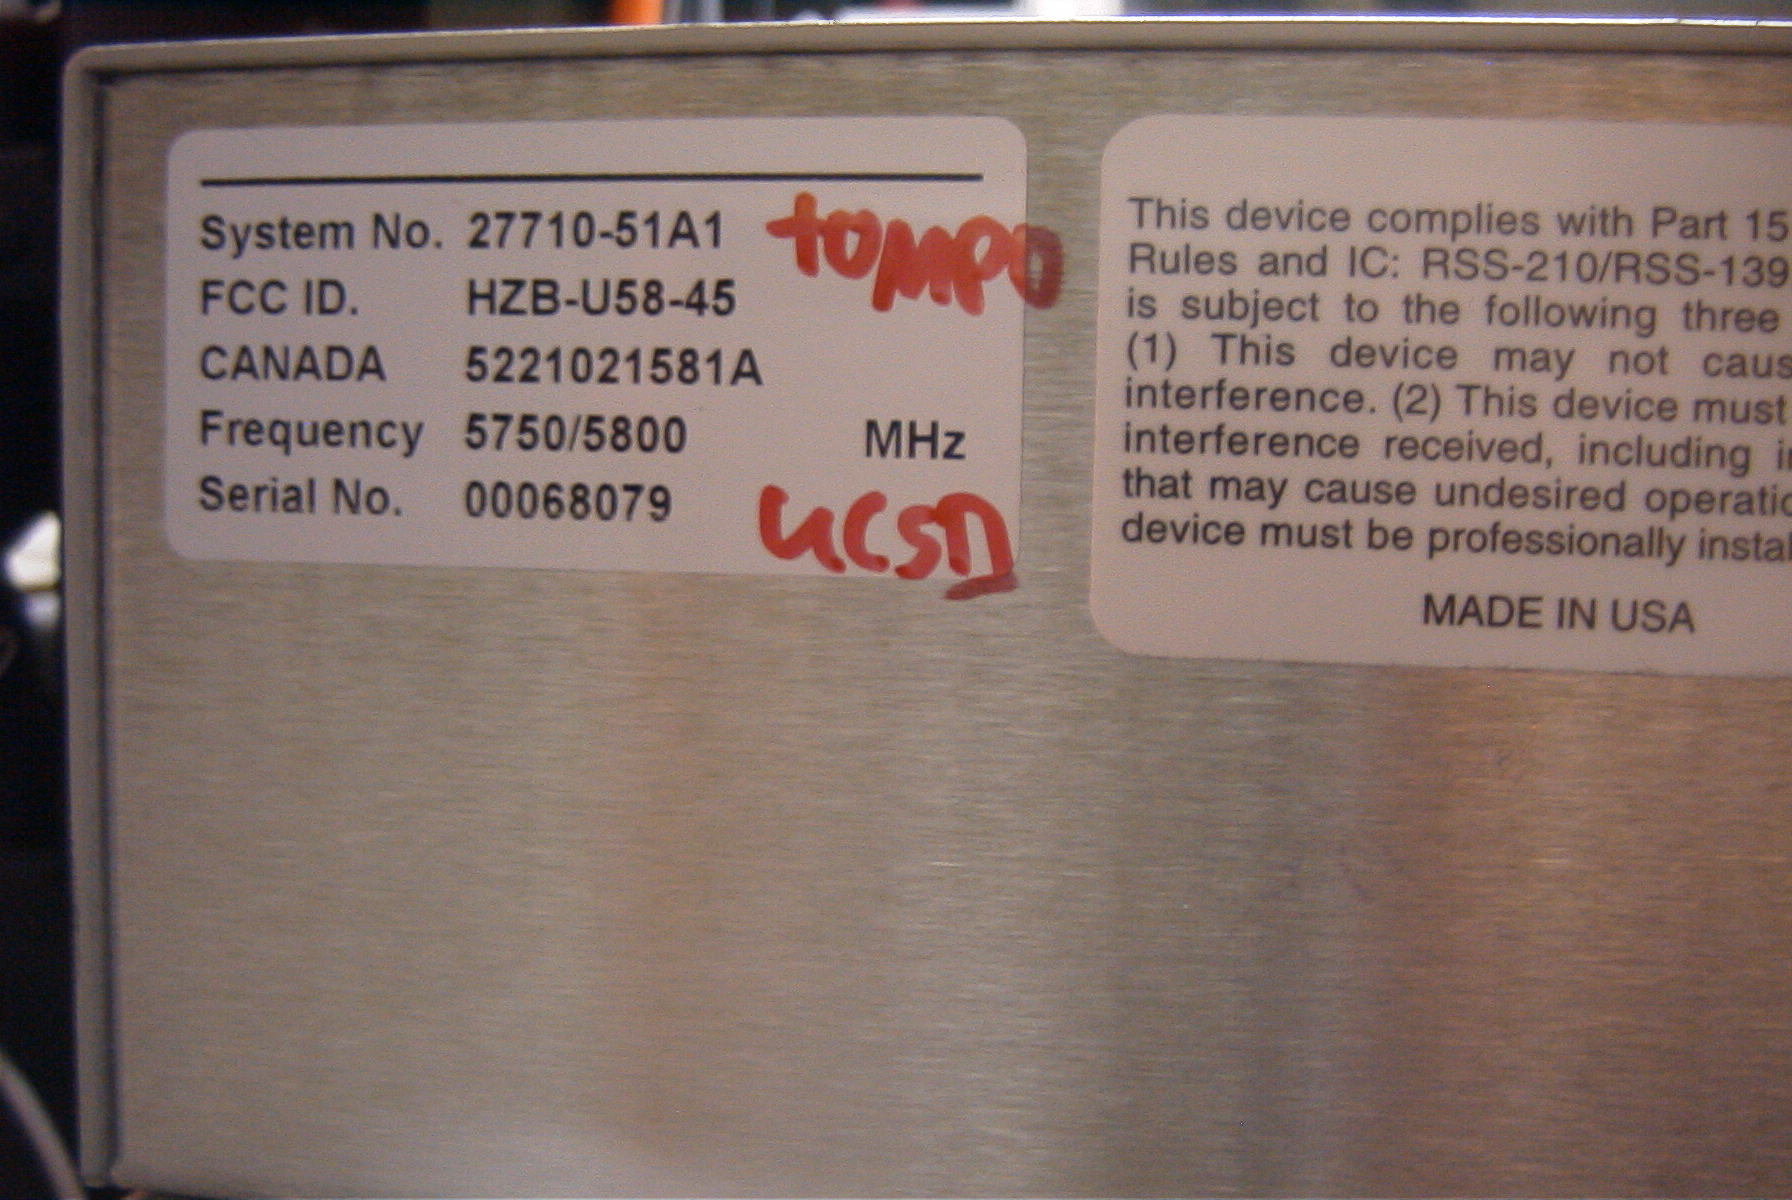 System No. 27710-51A1
FCC ID. HZB-U58-45
CANADA 5221021581A
Frequency 5750/5800 MHz
Serial No. 00068079
tOMPO
UCSD
This device complies with Part 15
Rules and IC: RSS-210/RSS-139
is subject to the following three
(1) This device may not caus
interference. (2) This device must
interference received, including i
that may cause undesired operatio
device must be professionally instal
MADE IN USA